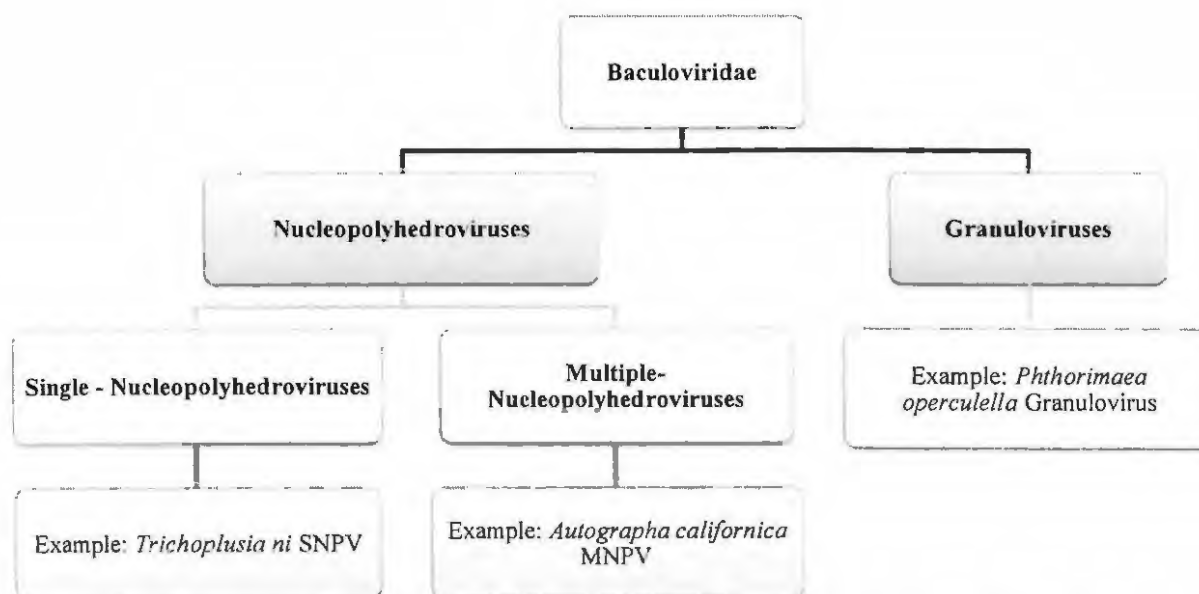 Baculoviridae
Nucleopolyhedroviruses
Granuloviruses
Single - Nucleopolyhedroviruses
Multiple-
Nucleopolyhedroviruses
Example: Phthorimaea
operculella Granulovirus
Example: Trichoplusia ni SNPV
Example: Autographa californica
MNPV